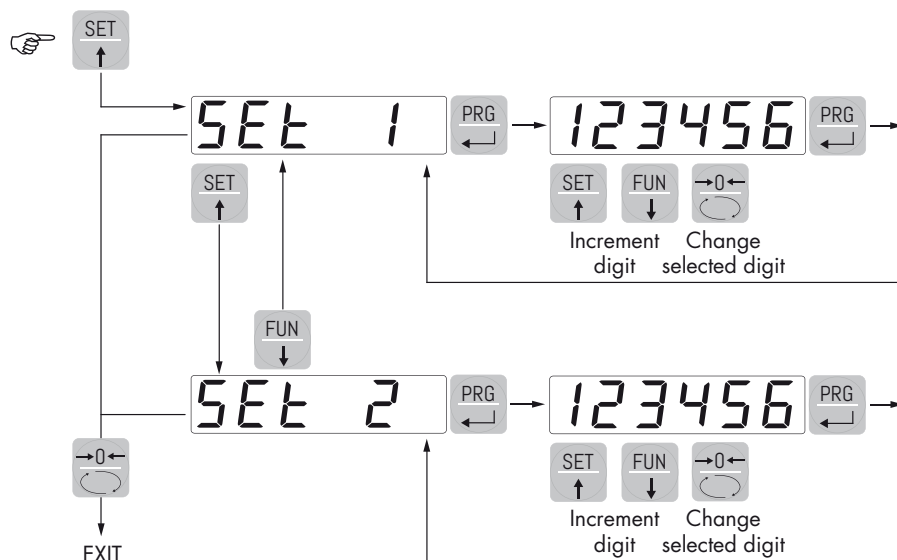 SET
SEt 1
PRG
123456
PRG
SET
SET
FUN
→0←
Increment
digit
Change
selected digit
FUN
SEt 2
PRG
123456
PRG
→0←
SET
FUN
→0←
Increment
digit
Change
selected digit
EXIT